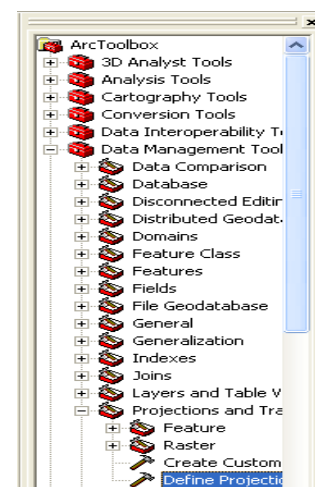 ArcToolbox
3D Analyst Tools
Analysis Tools
Cartography Tools
Conversion Tools
Data Interoperability T
Data Management Tool
Data Comparison
Database
Disconnected Editin
Distributed Geodat
Domains
Feature Class
Features
Fields
File Geodatabase
General
Generalization
Indexes
Joins
Layers and Table V
Projections and Tra
Feature
Raster
Create Custom
Define Projectio